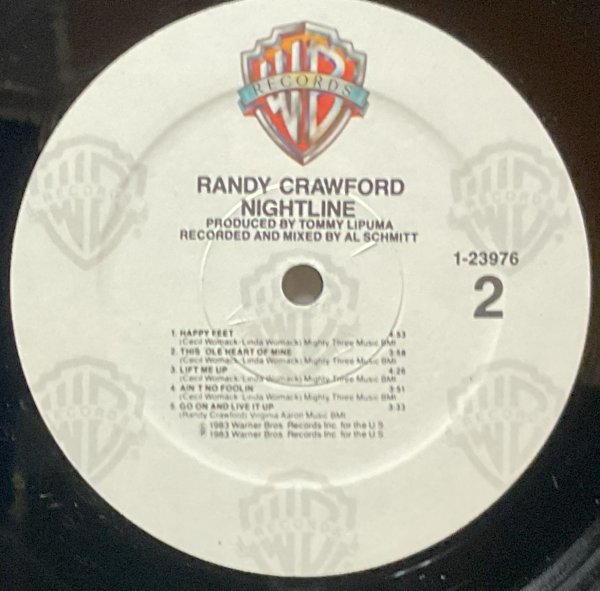 WB
RECORDS
RANDY CRAWFORD
NIGHTLINE
PRODUCED BY TOMMY LIPUMA
RECORDED AND MIXED BY AL SCHMITT
1-23976
2
1. HAPPY FEET 4:53
(Cecil Womack-Linda Womack) Mighty Three Music BMI
2. THIS OLE HEART OF MINE 3:58
(Cecil Womack-Linda Womack) Mighty Three Music BMI
3. LIFT ME UP 4:26
(Cecil Womack-Linda Womack) Mighty Three Music BMI
4. AIN'T NO FOOLIN' 3:51
(Cecil Womack-Linda Womack) Mighty Three Music BMI
5. GO ON AND LIVE IT UP 3:33
(Randy Crawford) Virginia Aaron Music BMI
© 1983 Warner Bros. Records Inc. for the U.S.
℗ 1983 Warner Bros. Records Inc. for the U.S.